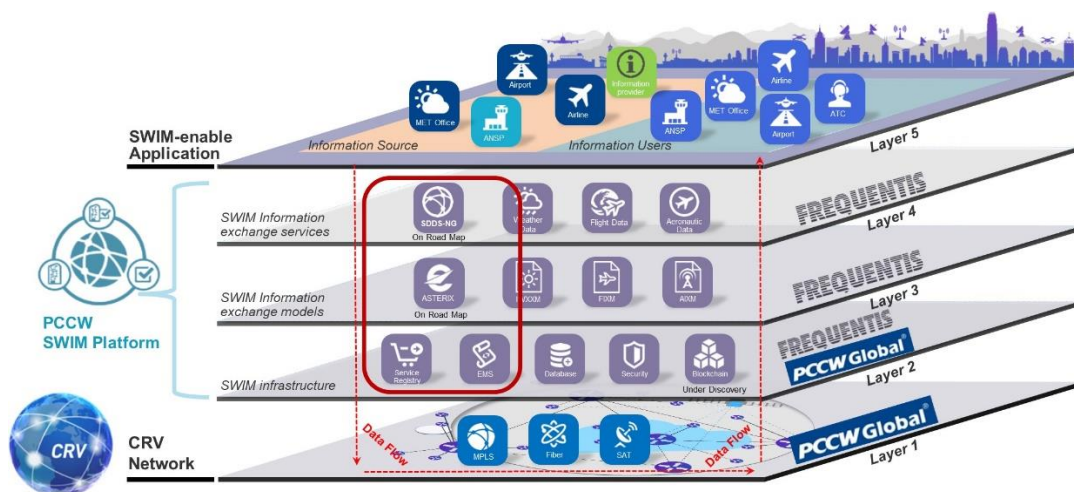 Airport
Information
provider
Airline
MET Office
MET Office
Airline
ANSP
ANSP
Airport
ATC
SWIM-enable
Application
Information Source
Information Users
Layer 5
SWIM Information
exchange services
SDDS-NG
On Road Map
Weather
Data
Flight Data
Aeronautic
Data
FREQUENTIS
Layer 4
SWIM Information
exchange models
ASTERIX
On Road Map
FIXM
AIXM
FREQUENTIS
Layer 3
PCCW
SWIM Platform
SWIM infrastructure
Service
Registry
EMS
Database
Security
Blockchain
Under Discovery
FREQUENTIS
PCCW Global®
Layer 2
CRV
CRV
Network
Data Flow
MPLS
Fiber
SAT
Data Flow
PCCW Global®
Layer 1